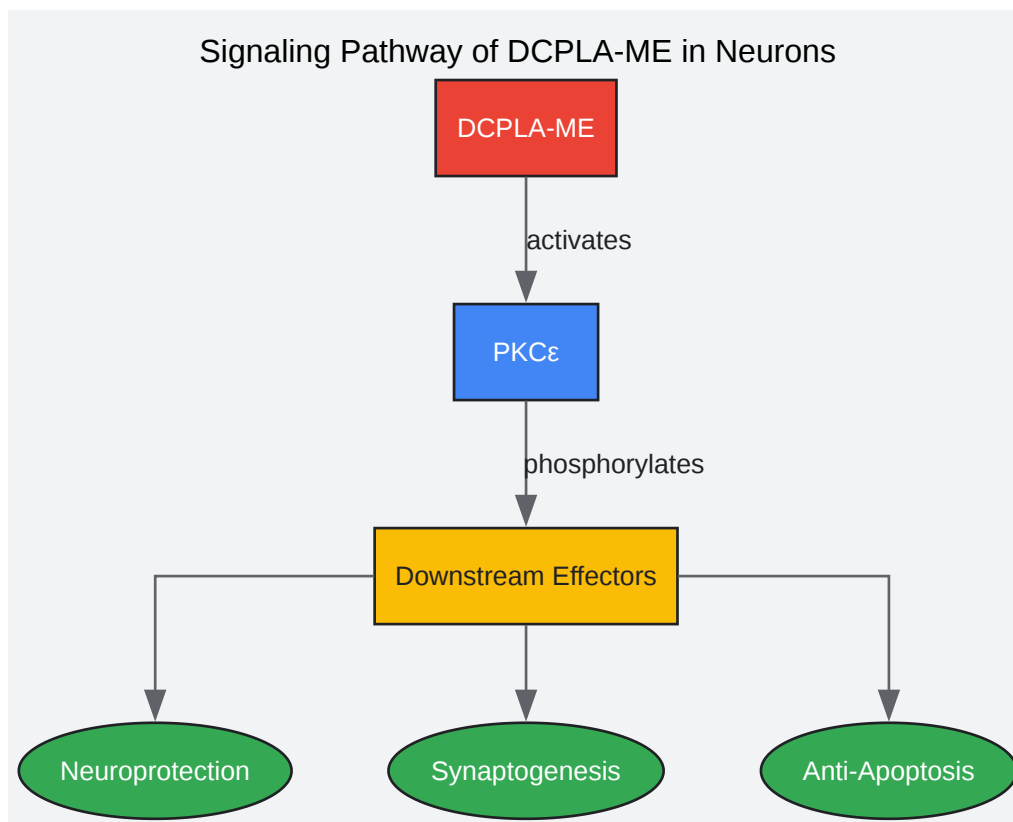 Signaling Pathway of DCPLA-ME in Neurons
DCPLA-ME
activates
PKCε
phosphorylates
Downstream Effectors
Neuroprotection
Synaptogenesis
Anti-Apoptosis